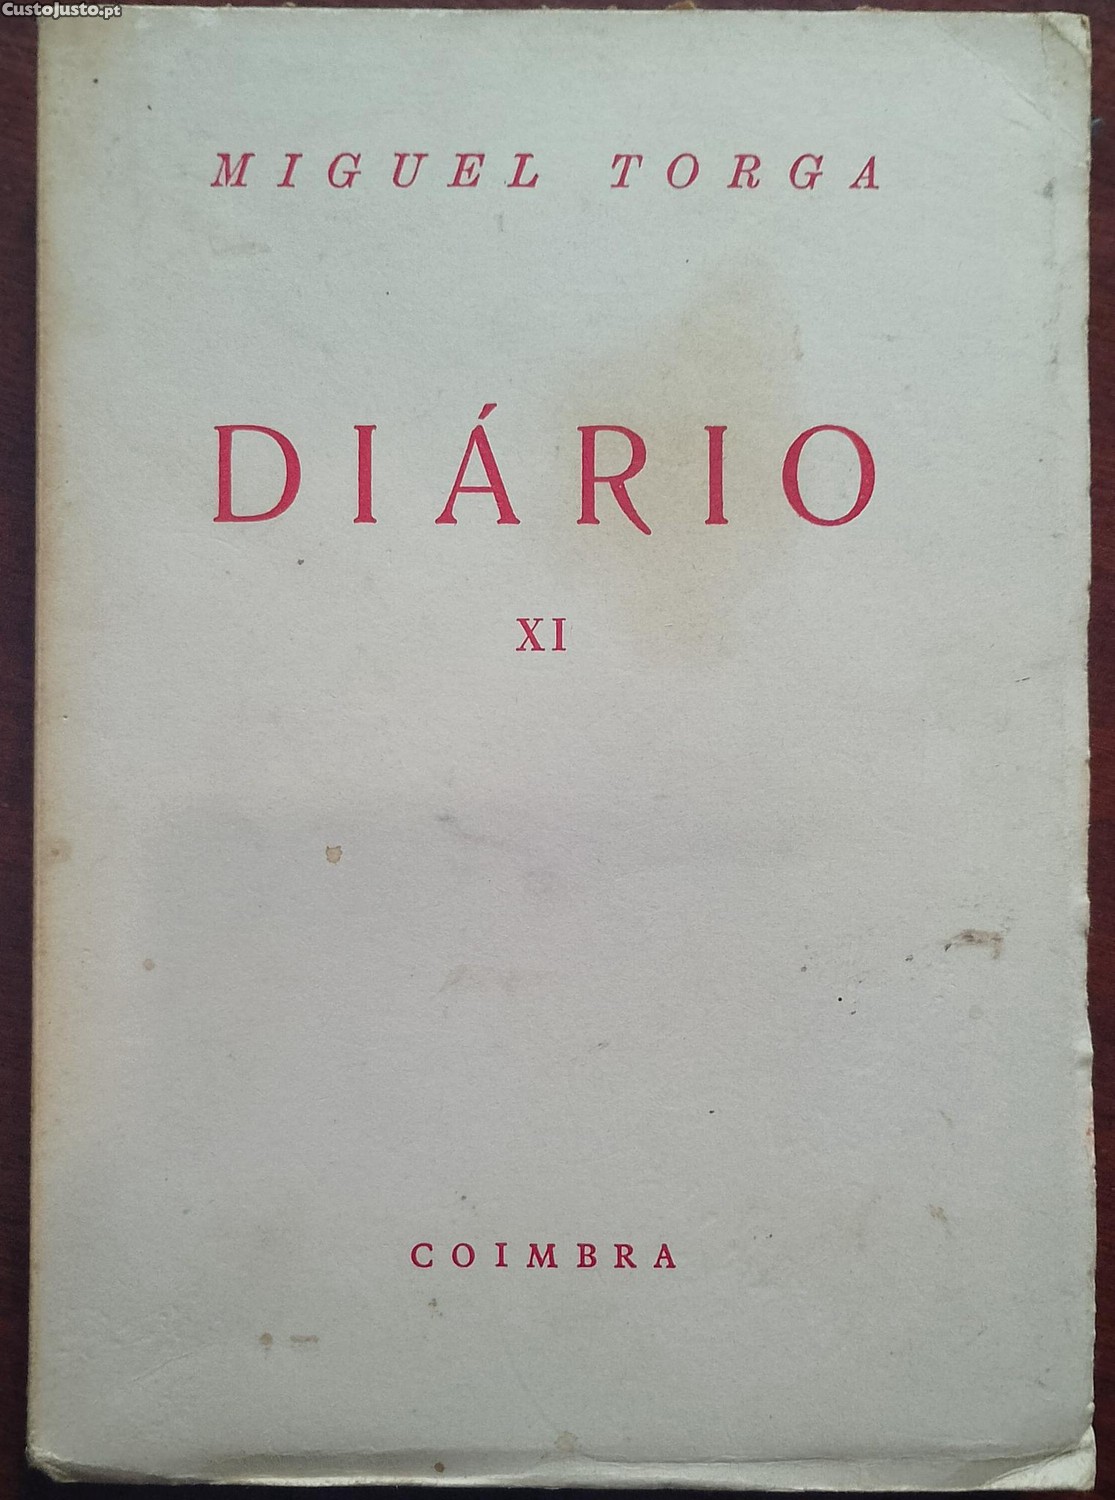 CustoJusto.pt
MIGUEL TORGA
DIÁRIO
XI
COIMBRA